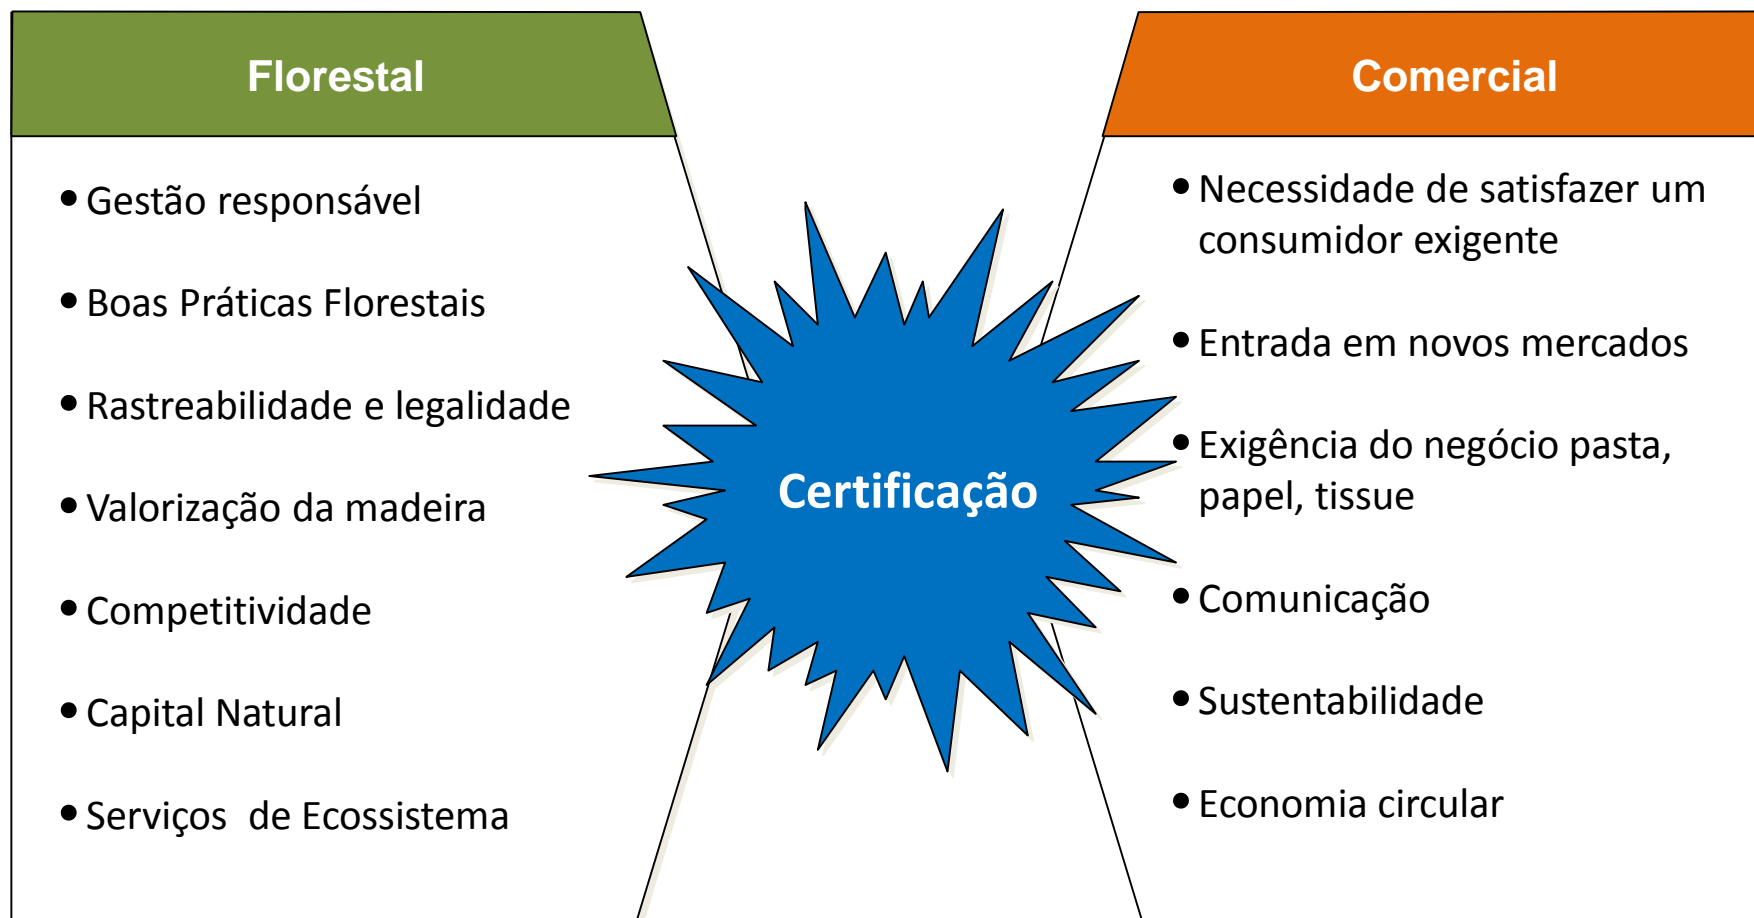 Florestal
• Gestão responsável
• Boas Práticas Florestais
• Rastreabilidade e legalidade
• Valorização da madeira
• Competitividade
• Capital Natural
• Serviços  de Ecossistema
Certificação
Comercial
• Necessidade de satisfazer um
consumidor exigente
• Entrada em novos mercados
• Exigência do negócio pasta,
papel, tissue
• Comunicação
• Sustentabilidade
• Economia circular